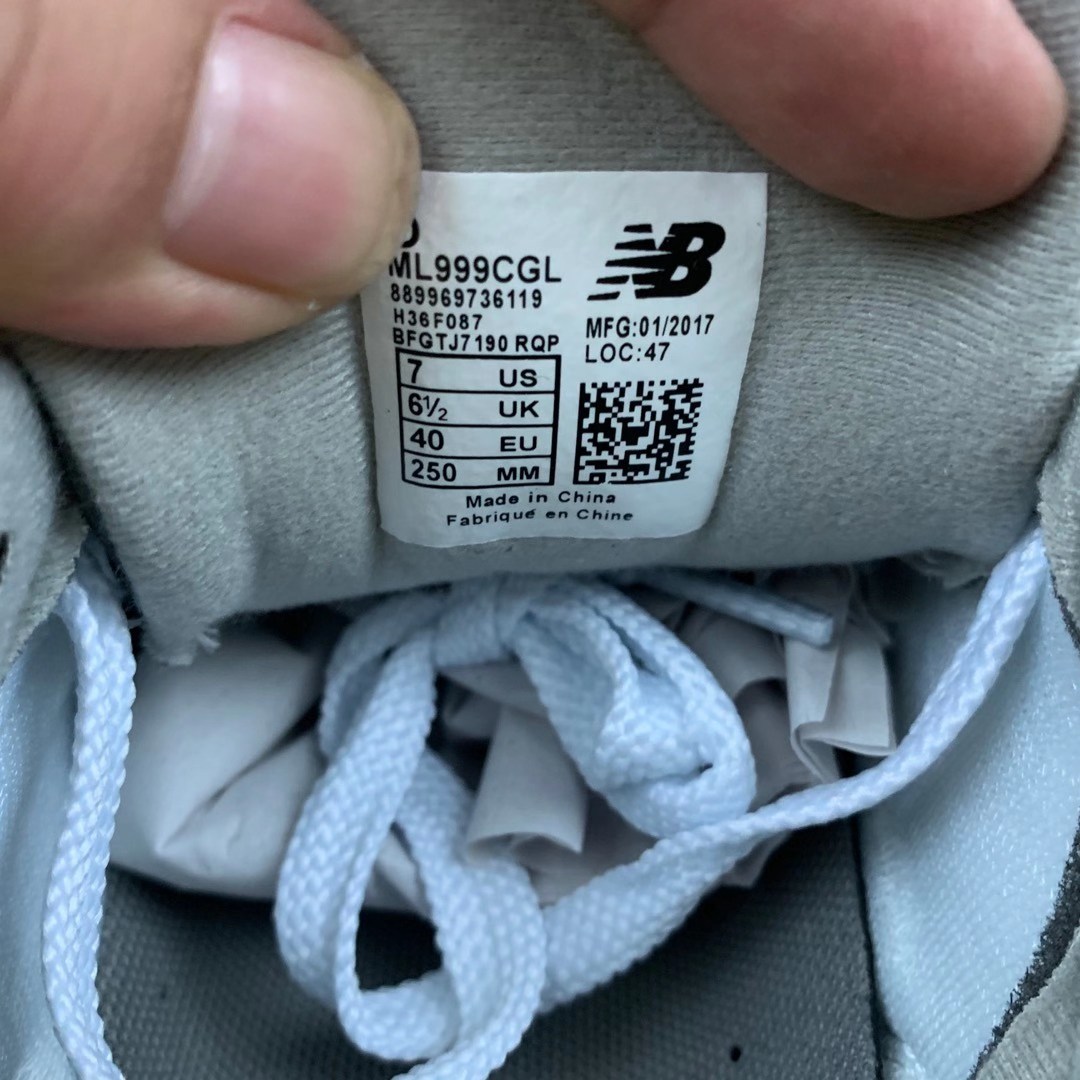 D
ML999CGL
889969736119
H36F087
BFGTJ7190 RQP
NB
MFG:01/2017
LOC:47
7 US
6½ UK
40 EU
250 MM
Made in China
Fabriqué en Chine